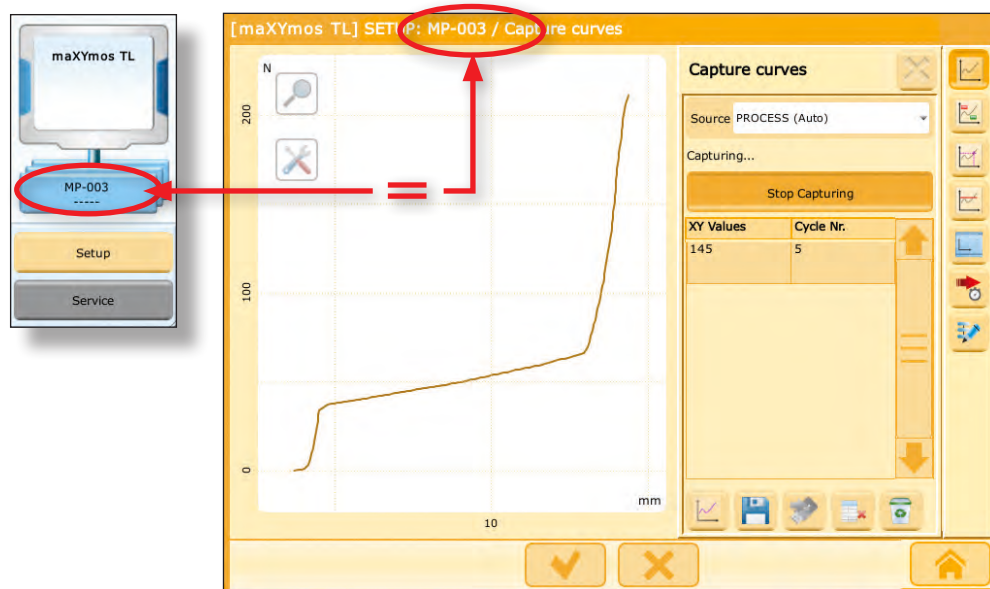 maXYmos TL
MP-003
-----
Setup
Service
[maXYmos TL] SETUP: MP-003 / Capture curves
N
200
100
0
10
mm
=
Capture curves
Source PROCESS (Auto)
Capturing...
Stop Capturing
XY Values Cycle Nr.
145 5